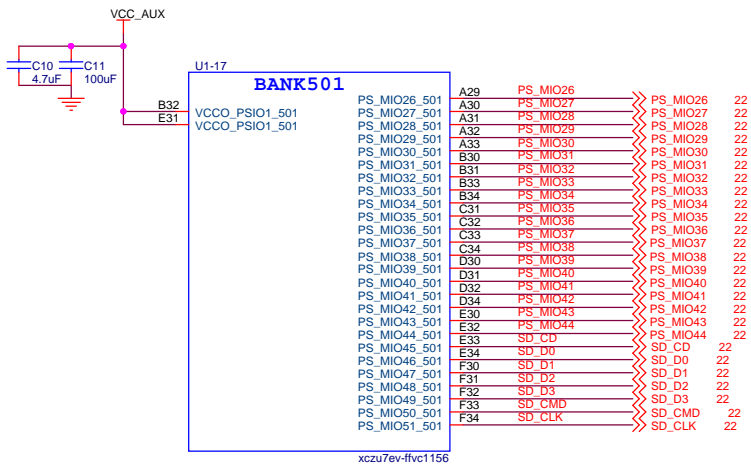 VCC_AUX
C10
4.7uF
C11
100uF
U1-17
BANK501
B32 VCCO_PSIO1_501
E31 VCCO_PSIO1_501
PS_MIO26_501 A29 PS_MIO26 PS_MIO26 22
PS_MIO27_501 A30 PS_MIO27 PS_MIO27 22
PS_MIO28_501 A31 PS_MIO28 PS_MIO28 22
PS_MIO29_501 A32 PS_MIO29 PS_MIO29 22
PS_MIO30_501 A33 PS_MIO30 PS_MIO30 22
PS_MIO31_501 B30 PS_MIO31 PS_MIO31 22
PS_MIO32_501 B31 PS_MIO32 PS_MIO32 22
PS_MIO33_501 B33 PS_MIO33 PS_MIO33 22
PS_MIO34_501 B34 PS_MIO34 PS_MIO34 22
PS_MIO35_501 C31 PS_MIO35 PS_MIO35 22
PS_MIO36_501 C32 PS_MIO36 PS_MIO36 22
PS_MIO37_501 C33 PS_MIO37 PS_MIO37 22
PS_MIO38_501 C34 PS_MIO38 PS_MIO38 22
PS_MIO39_501 D30 PS_MIO39 PS_MIO39 22
PS_MIO40_501 D31 PS_MIO40 PS_MIO40 22
PS_MIO41_501 D32 PS_MIO41 PS_MIO41 22
PS_MIO42_501 D34 PS_MIO42 PS_MIO42 22
PS_MIO43_501 E30 PS_MIO43 PS_MIO43 22
PS_MIO44_501 E32 PS_MIO44 PS_MIO44 22
PS_MIO45_501 E33 SD_CD SD_CD 22
PS_MIO46_501 E34 SD_D0 SD_D0 22
PS_MIO47_501 F30 SD_D1 SD_D1 22
PS_MIO48_501 F31 SD_D2 SD_D2 22
PS_MIO49_501 F32 SD_D3 SD_D3 22
PS_MIO50_501 F33 SD_CMD SD_CMD 22
PS_MIO51_501 F34 SD_CLK SD_CLK 22
xczu7ev-ffvc1156